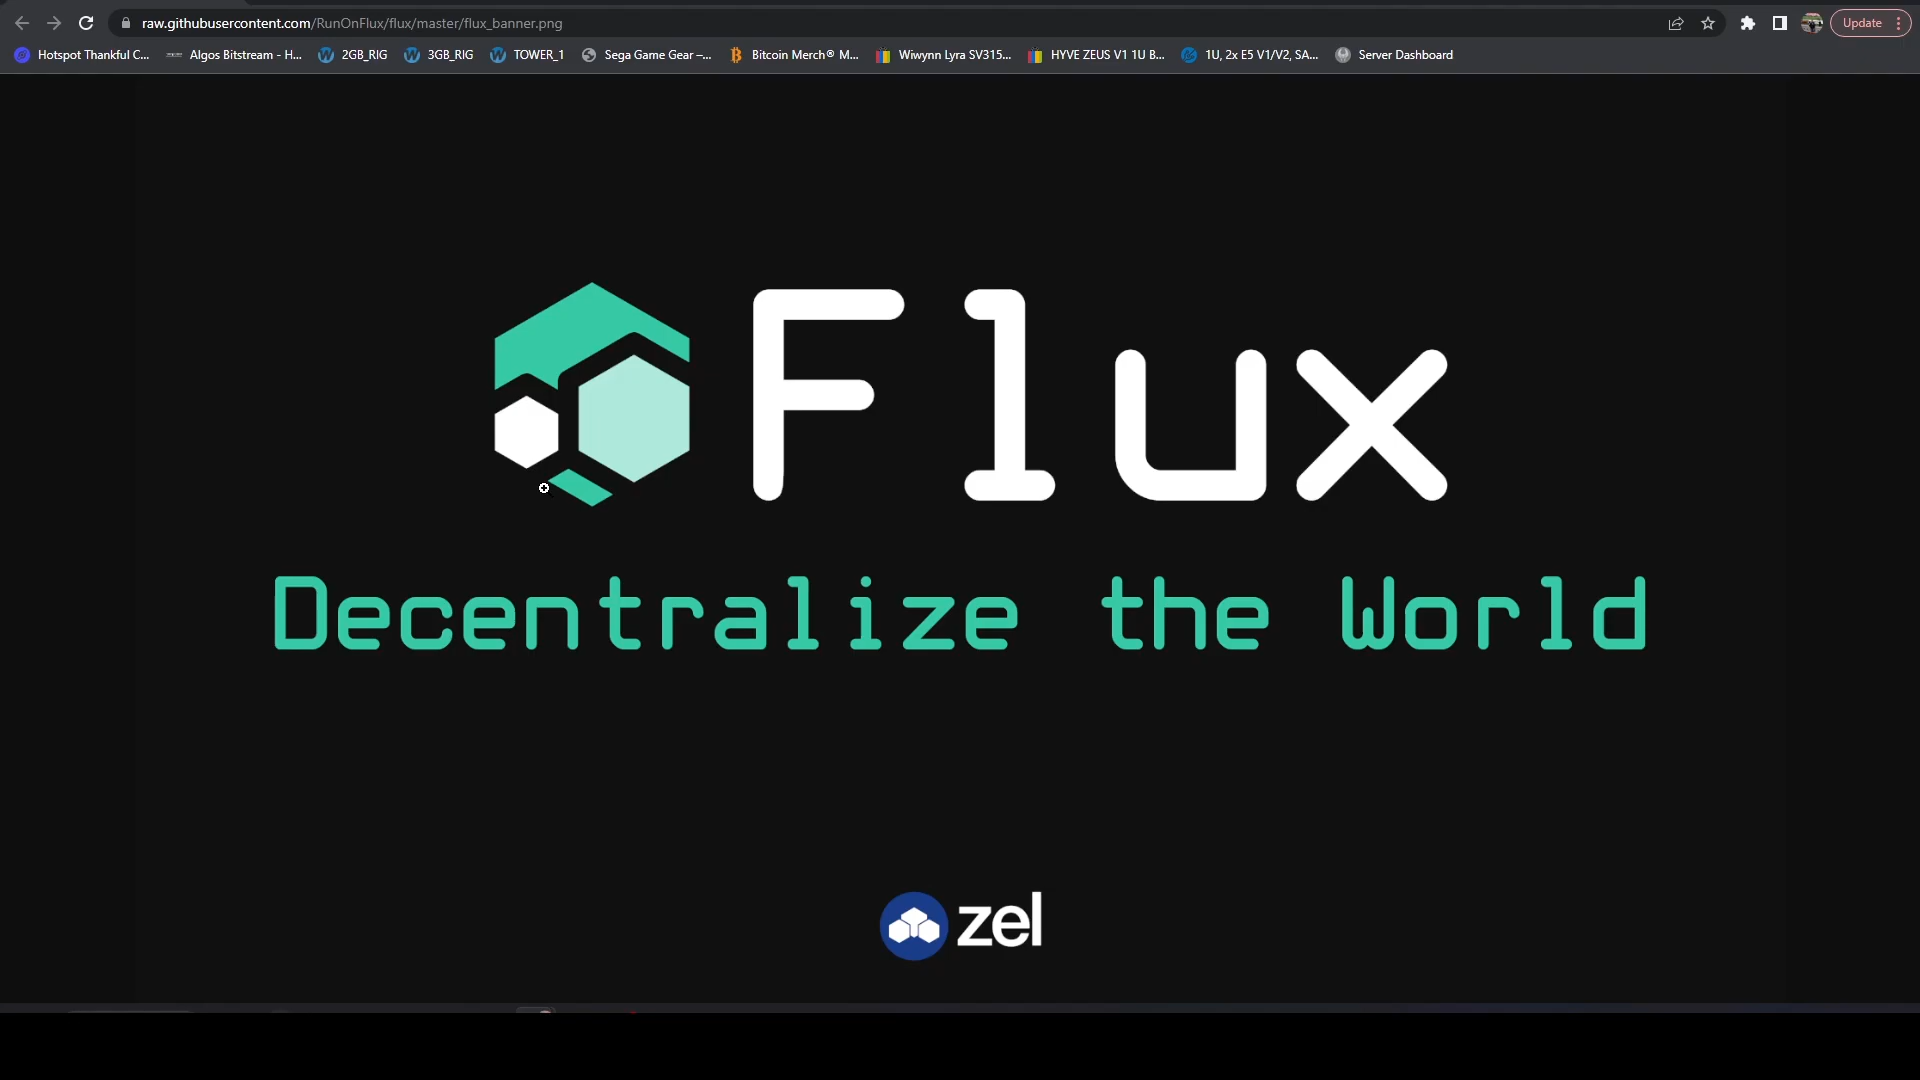 raw.githubusercontent.com/RunOnFlux/flux/master/flux_banner.png
Update
Hotspot Thankful C...
Algos Bitstream - H...
2GB_RIG
3GB_RIG
TOWER_1
Sega Game Gear –...
Bitcoin Merch® M...
Wiwynn Lyra SV315...
HYVE ZEUS V1 1U B...
1U, 2x E5 V1/V2, SA...
Server Dashboard
Flux
Decentralize the World
zel